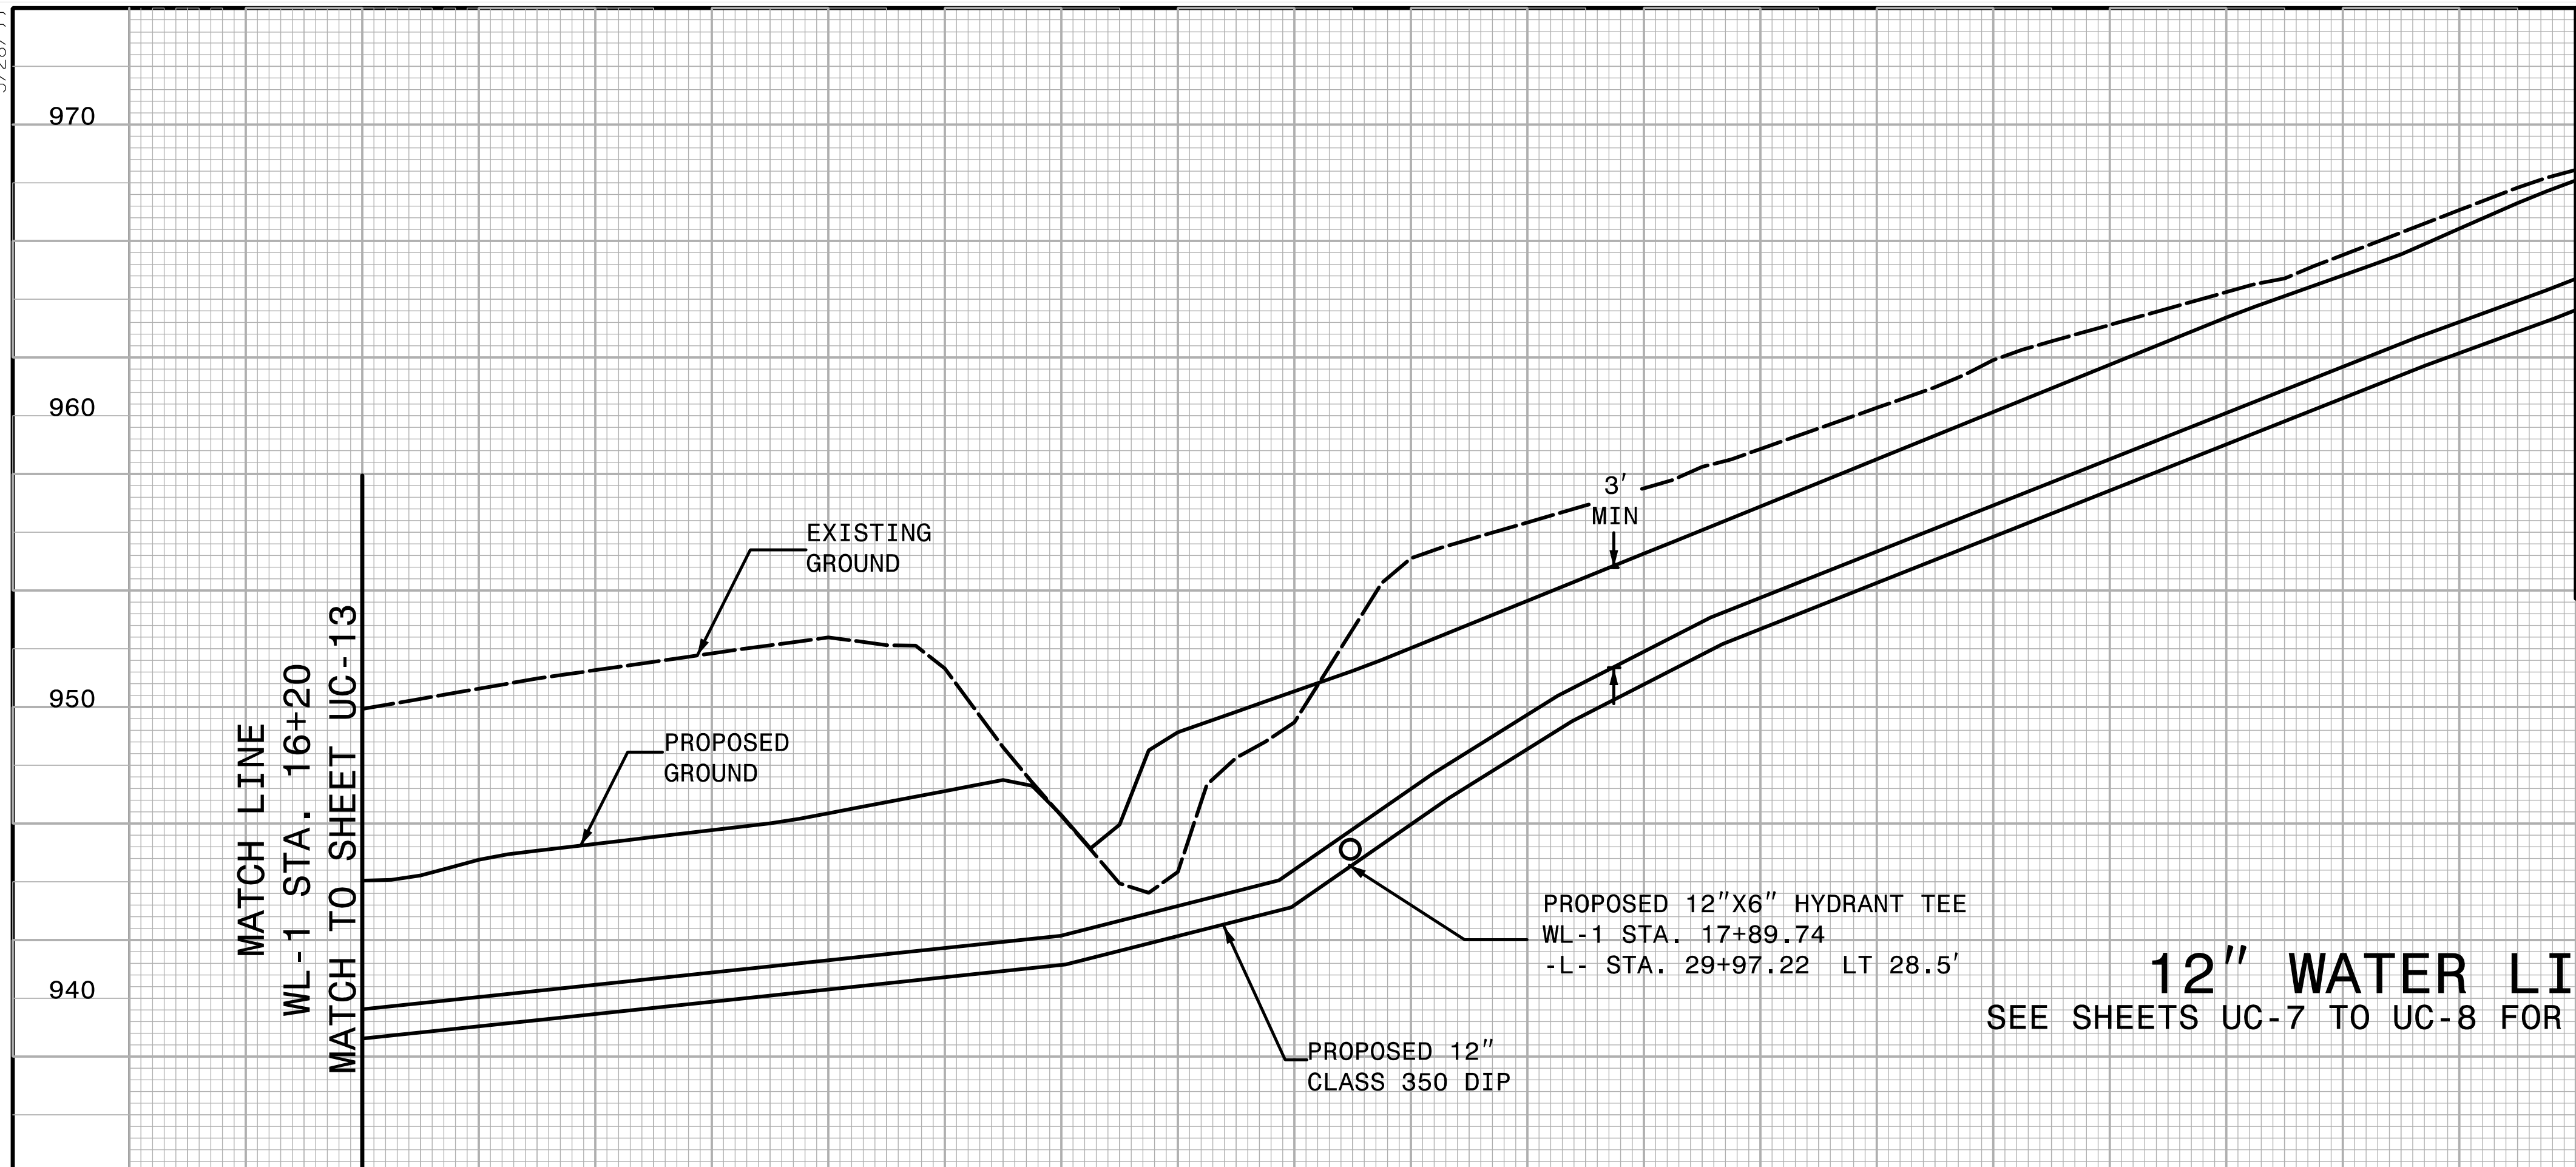 970
960
950
940
MATCH LINE
WL-1 STA. 16+20
MATCH TO SHEET UC-13
EXISTING
GROUND
PROPOSED
GROUND
3'
MIN
PROPOSED 12"X6" HYDRANT TEE
WL-1 STA. 17+89.74
-L- STA. 29+97.22 LT 28.5'
PROPOSED 12"
CLASS 350 DIP
12" WATER LI
SEE SHEETS UC-7 TO UC-8 FOR